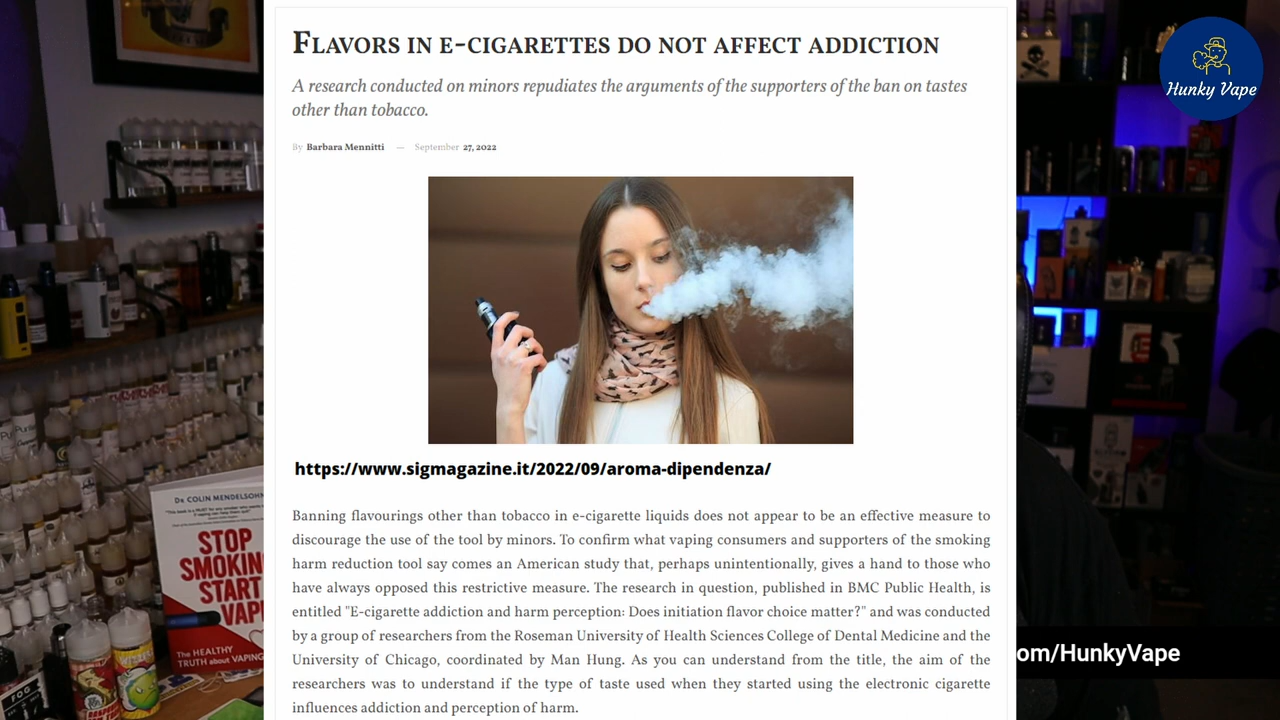 FLAVORS IN E-CIGARETTES DO NOT AFFECT ADDICTION
A research conducted on minors repudiates the arguments of the supporters of the ban on tastes
other than tobacco.
By Barbara Mennitti — September 27, 2022
Hunky Vape
https://www.sigmagazine.it/2022/09/aroma-dipendenza/
Banning flavourings other than tobacco in e-cigarette liquids does not appear to be an effective measure to
discourage the use of the tool by minors. To confirm what vaping consumers and supporters of the smoking
harm reduction tool say comes an American study that, perhaps unintentionally, gives a hand to those who
have always opposed this restrictive measure. The research in question, published in BMC Public Health, is
entitled "E-cigarette addiction and harm perception: Does initiation flavor choice matter?" and was conducted
by a group of researchers from the Roseman University of Health Sciences College of Dental Medicine and the
University of Chicago, coordinated by Man Hung. As you can understand from the title, the aim of the
researchers was to understand if the type of taste used when they started using the electronic cigarette
influences addiction and perception of harm.
DR COLIN MENDELSOHN
STOP
SMOKING
START
VAP
The HEALTHY
TRUTH about VAPING
FOG
om/HunkyVape